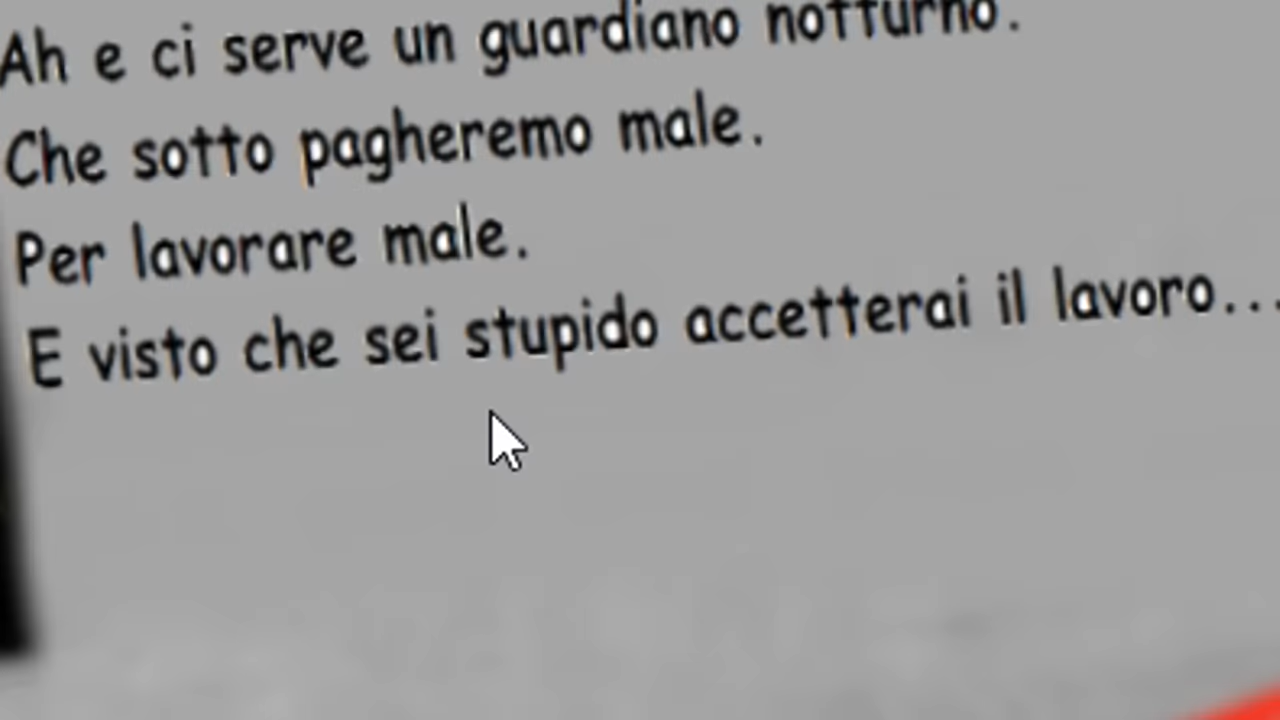 Ah e ci serve un guardiano notturno.
Che sotto pagheremo male.
Per lavorare male.
E visto che sei stupido accetterai il lavoro...